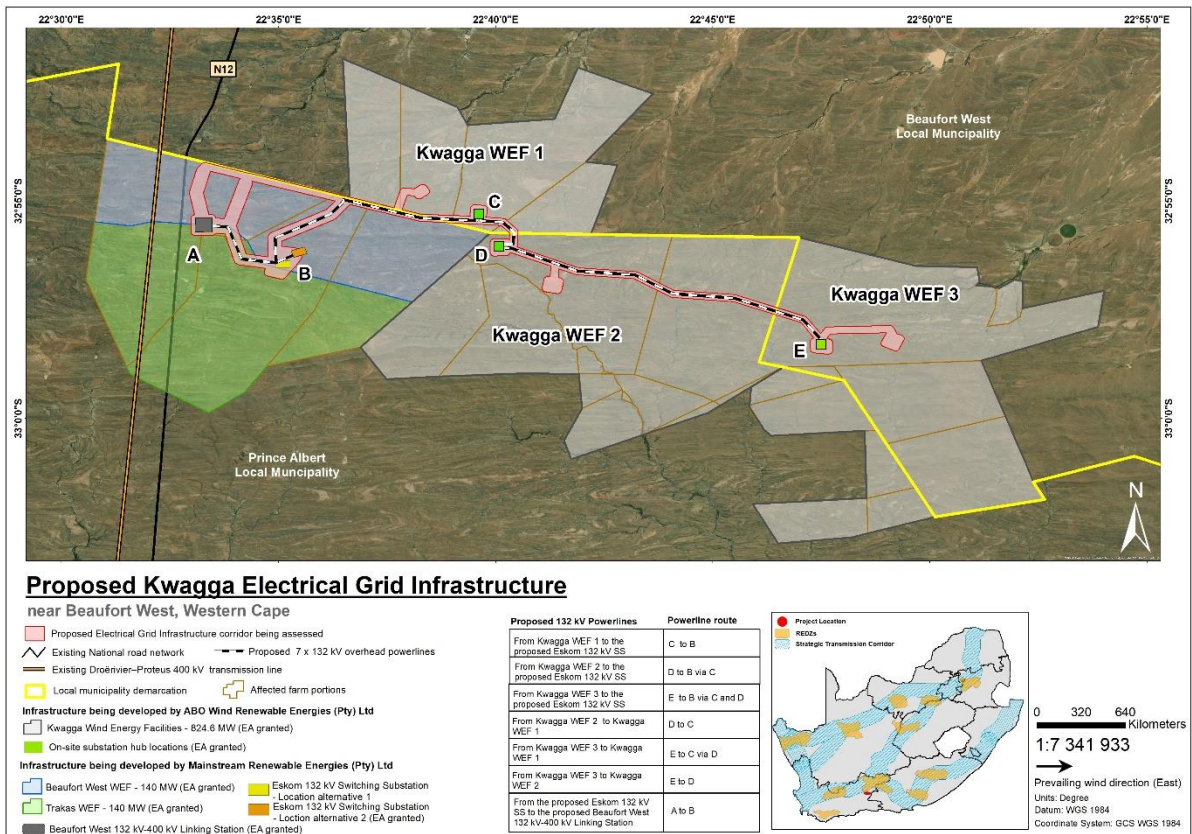 22°30'0"E 22°35'0"E 22°40'0"E 22°45'0"E 22°50'0"E 22°55'0"E
N12
Beaufort West
Local Muncipality
Kwagga WEF 1
32°55'0"S
32°55'0"S
C
A
B
D
Kwagga WEF 3
Kwagga WEF 2
E
33°0'0"S
33°0'0"S
Prince Albert
Local Muncipality
N
Proposed Kwagga Electrical Grid Infrastructure
near Beaufort West, Western Cape
Proposed Electrical Grid Infrastructure corridor being assessed
Existing National road network
Proposed 7 x 132 kV overhead powerlines
Existing Droërivier–Proteus 400 kV transmission line
Local municipality demarcation
Affected farm portions
Infrastructure being developed by ABO Wind Renewable Energies (Pty) Ltd
Kwagga Wind Energy Facilities - 824.6 MW (EA granted)
On-site substation hub locations (EA granted)
Infrastructure being developed by Mainstream Renewable Energies (Pty) Ltd
Beaufort West WEF - 140 MW (EA granted)
Eskom 132 kV Switching Substation
- Location alternative 1
Trakas WEF - 140 MW (EA granted)
Eskom 132 kV Switching Substation
- Loction alternative 2 (EA granted)
Beaufort West 132 kV-400 kV Linking Station (EA granted)
Proposed 132 kV Powerlines Powerline route
From Kwagga WEF 1 to the
proposed Eskom 132 kV SS
C to B
From Kwagga WEF 2 to the
proposed Eskom 132 kV SS
D to B via C
From Kwagga WEF 3 to the
proposed Eskom 132 kV SS
E to B via C and D
From Kwagga WEF 2 to Kwagga
WEF 1
D to C
From Kwagga WEF 3 to Kwagga
WEF 1
E to C via D
From Kwagga WEF 3 to Kwagga
WEF 2
E to D
From the proposed Eskom 132 kV
SS to the proposed Beaufort West
132 kV-400 kV Linking Station
A to B
Project Location
REDZs
Strategic Transmission Corridor
0 320 640
Kilometers
1:7 341 933
Prevailing wind direction (East)
Units: Degree
Datum: WGS 1984
Coordinate System: GCS WGS 1984